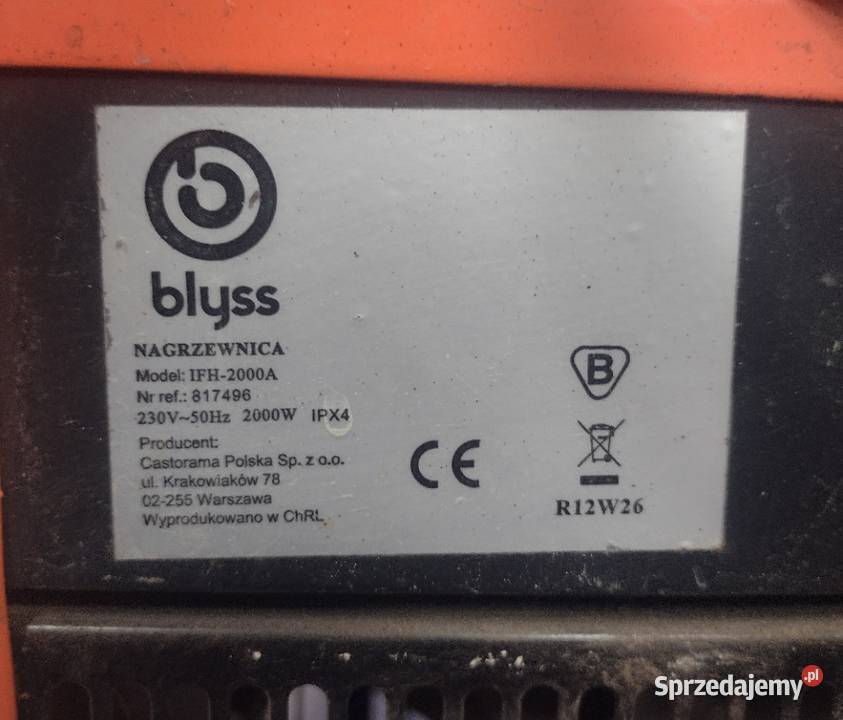 blyss
NAGRZEWNICA
Model: IFH-2000A
Nr ref.: 817496
230V~50Hz 2000W IPX4
Producent:
Castorama Polska Sp. z o.o.
ul. Krakowiaków 78
02-255 Warszawa
Wyprodukowano w ChRL
B
CE
R12W26
Sprzedajemy.pl